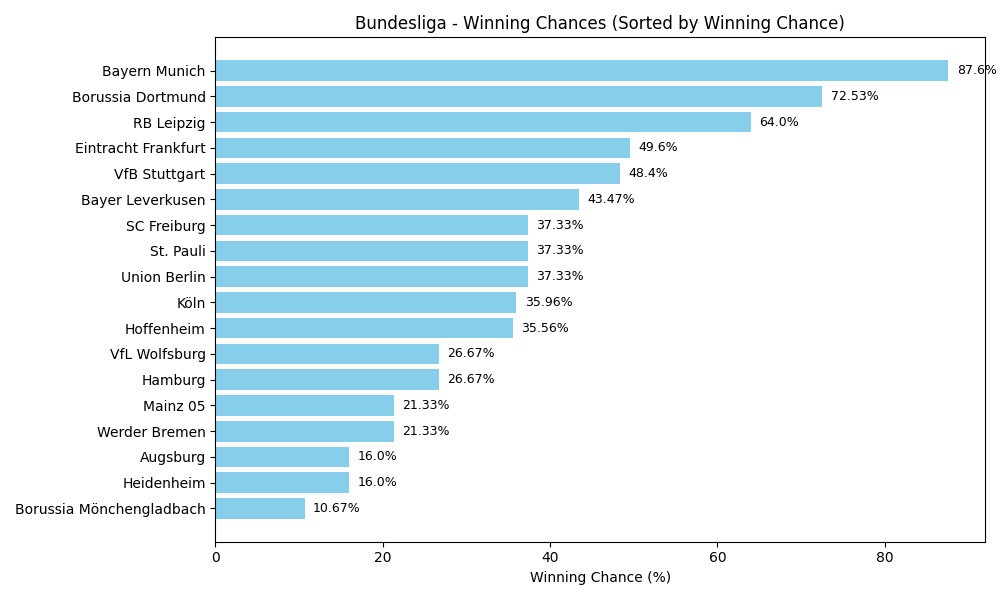 Bundesliga - Winning Chances (Sorted by Winning Chance)
Bayern Munich 87.6%
Borussia Dortmund 72.53%
RB Leipzig 64.0%
Eintracht Frankfurt 49.6%
VfB Stuttgart 48.4%
Bayer Leverkusen 43.47%
SC Freiburg 37.33%
St. Pauli 37.33%
Union Berlin 37.33%
Köln 35.96%
Hoffenheim 35.56%
VfL Wolfsburg 26.67%
Hamburg 26.67%
Mainz 05 21.33%
Werder Bremen 21.33%
Augsburg 16.0%
Heidenheim 16.0%
Borussia Mönchengladbach 10.67%
0 20 40 60 80
Winning Chance (%)